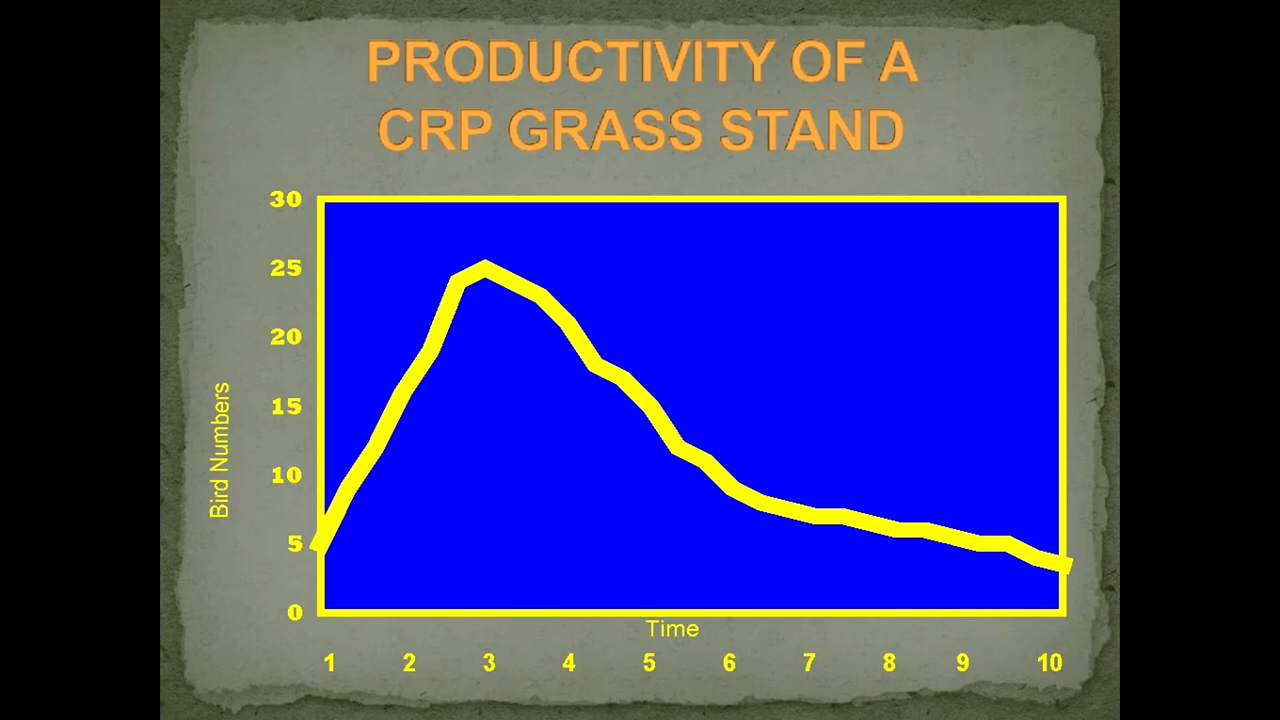 PRODUCTIVITY OF A
CRP GRASS STAND
30
25
20
15
10
5
0
Bird Numbers
Time
1 2 3 4 5 6 7 8 9 10